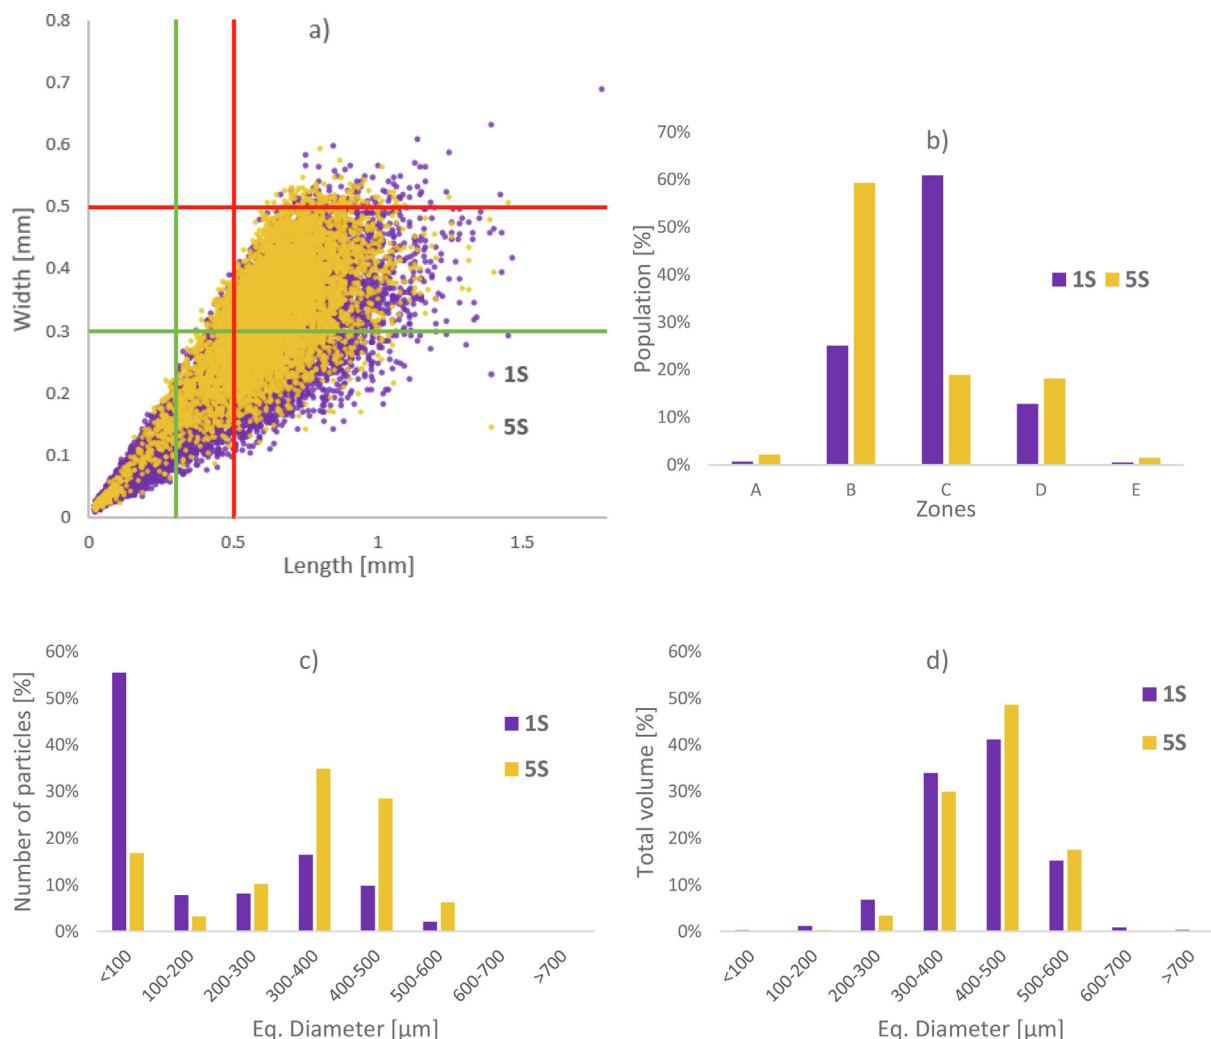 a)
0.8
0.7
0.6
0.5
0.4
0.3
0.2
0.1
0
Width [mm]
0
0.5
1
1.5
Length [mm]
1S
5S
b)
70%
60%
50%
40%
30%
20%
10%
0%
Population [%]
1S 5S
A B C D E
Zones
c)
60%
50%
40%
30%
20%
10%
0%
Number of particles [%]
1S
5S
<100 100-200 200-300 300-400 400-500 500-600 600-700 >700
Eq. Diameter [µm]
d)
60%
50%
40%
30%
20%
10%
0%
Total volume [%]
1S
5S
<100 100-200 200-300 300-400 400-500 500-600 600-700 >700
Eq. Diameter [µm]